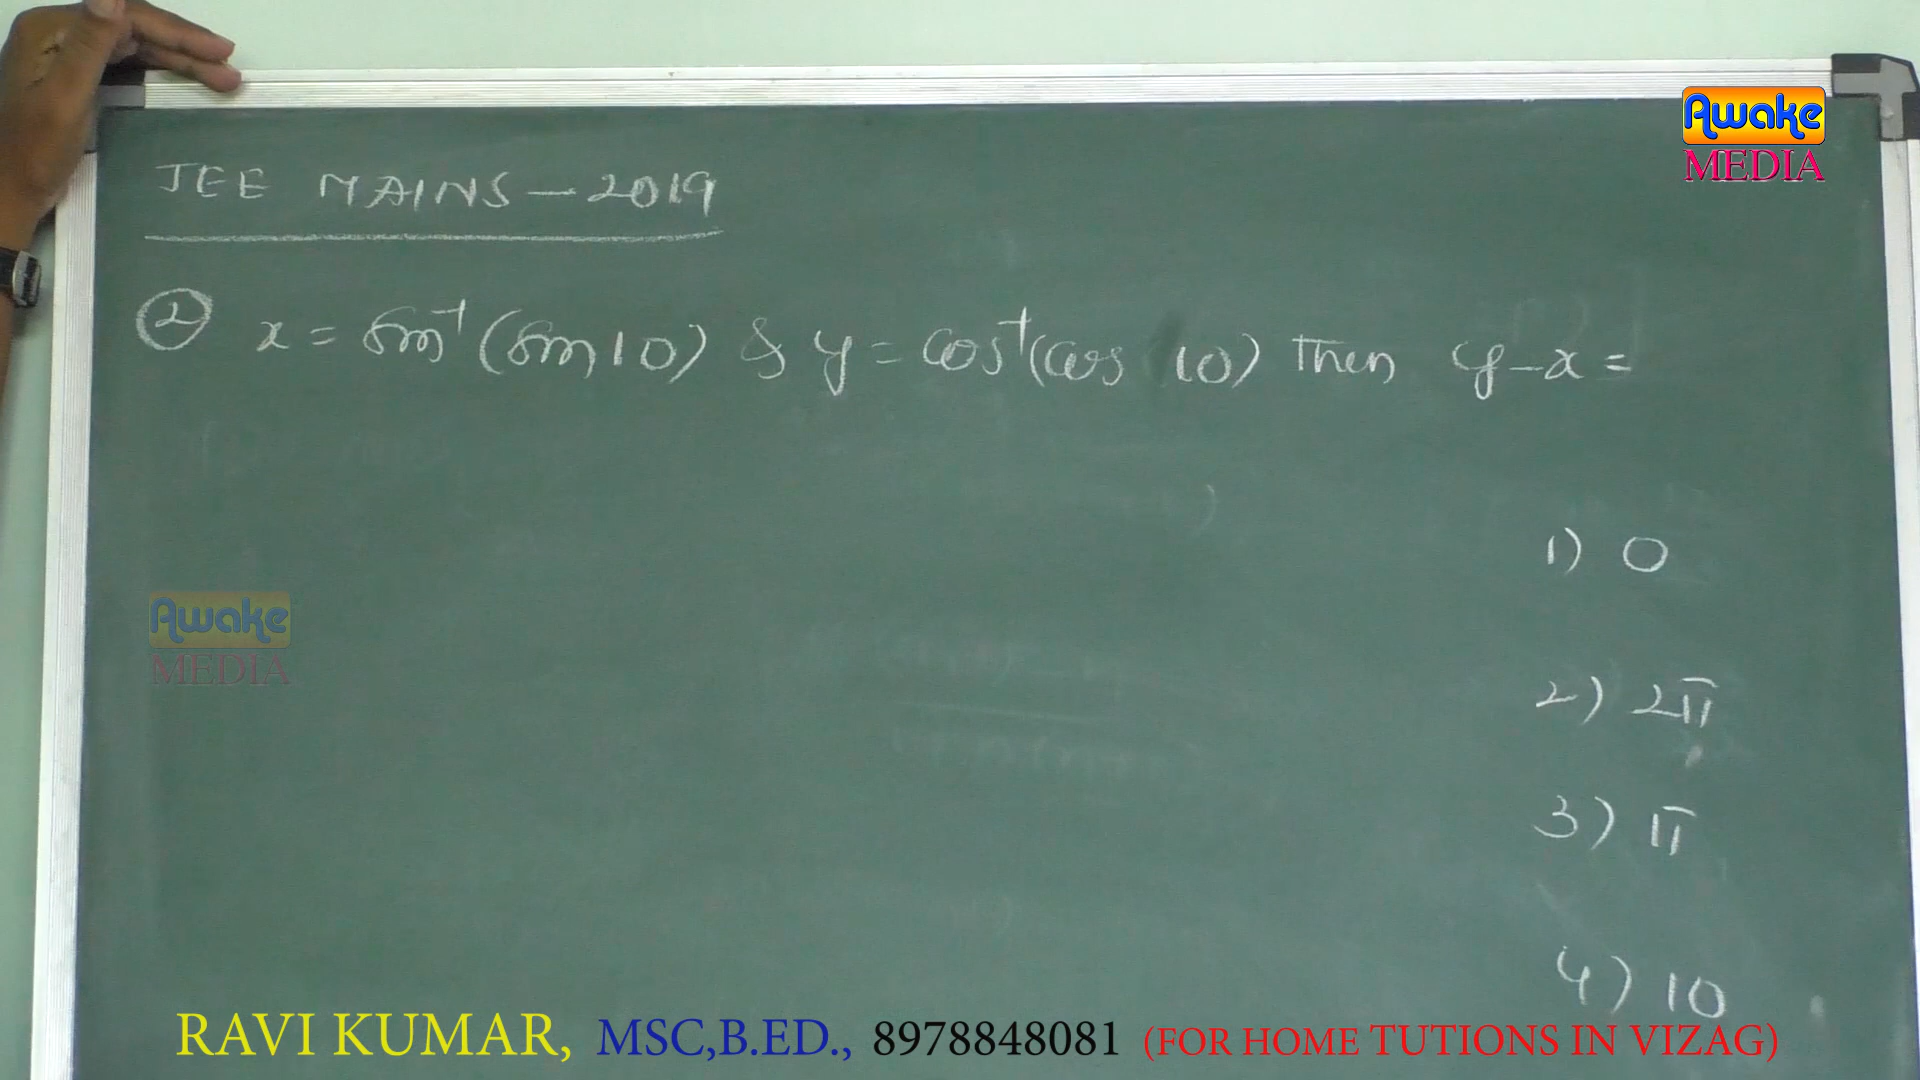 Awake
MEDIA
JEE MAINS - 2019
② x = Sin⁻¹(Sin 10) & y = Cos⁻¹(Cos 10) Then y - x =
1) 0
Awake
MEDIA
2) 2π
3) π
4) 10
RAVI KUMAR, MSC,B.ED., 8978848081 (FOR HOME TUTIONS IN VIZAG)